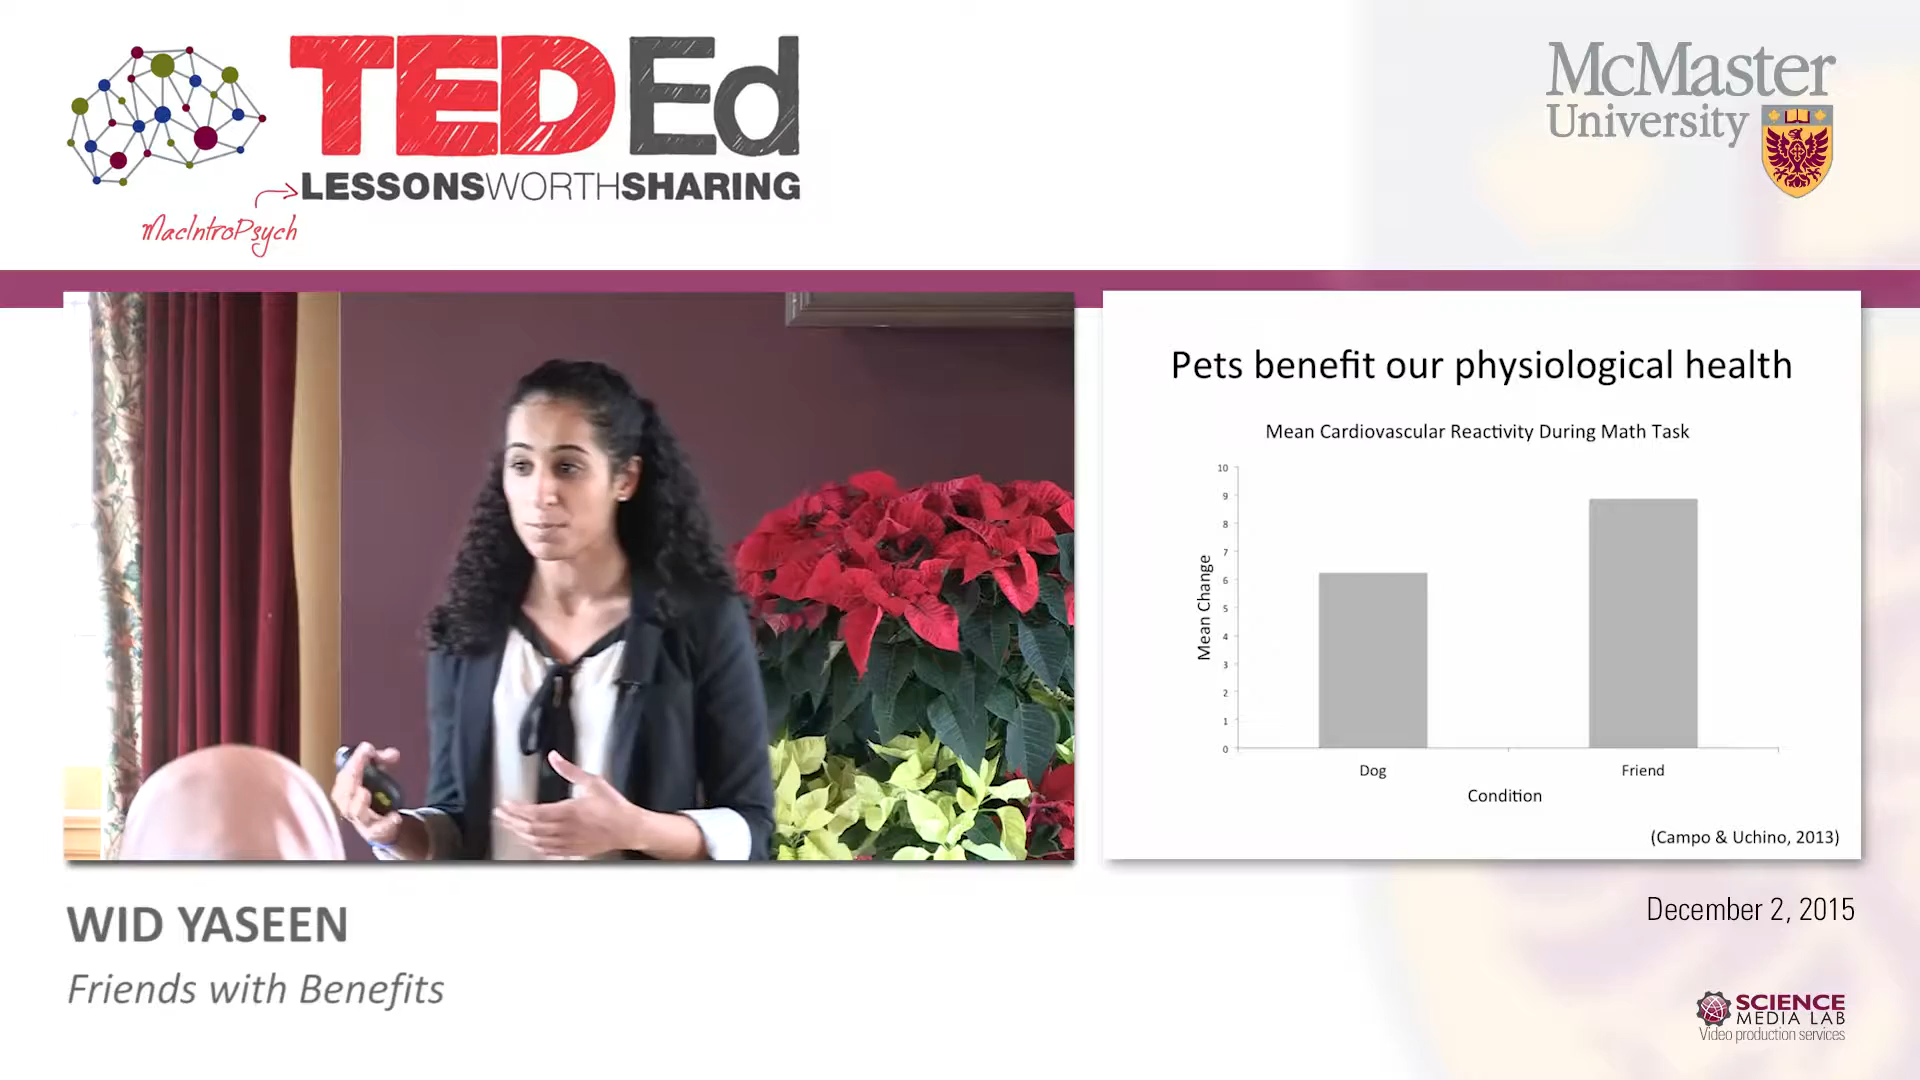 TED Ed
LESSONSWORTHSHARING
MacIntroPsych
McMaster
University
Pets benefit our physiological health
Mean Cardiovascular Reactivity During Math Task
10
9
8
7
6
5
4
3
2
1
0
Mean Change
Dog
Friend
Condition
(Campo & Uchino, 2013)
WID YASEEN
Friends with Benefits
December 2, 2015
SCIENCE
MEDIA LAB
Video production services